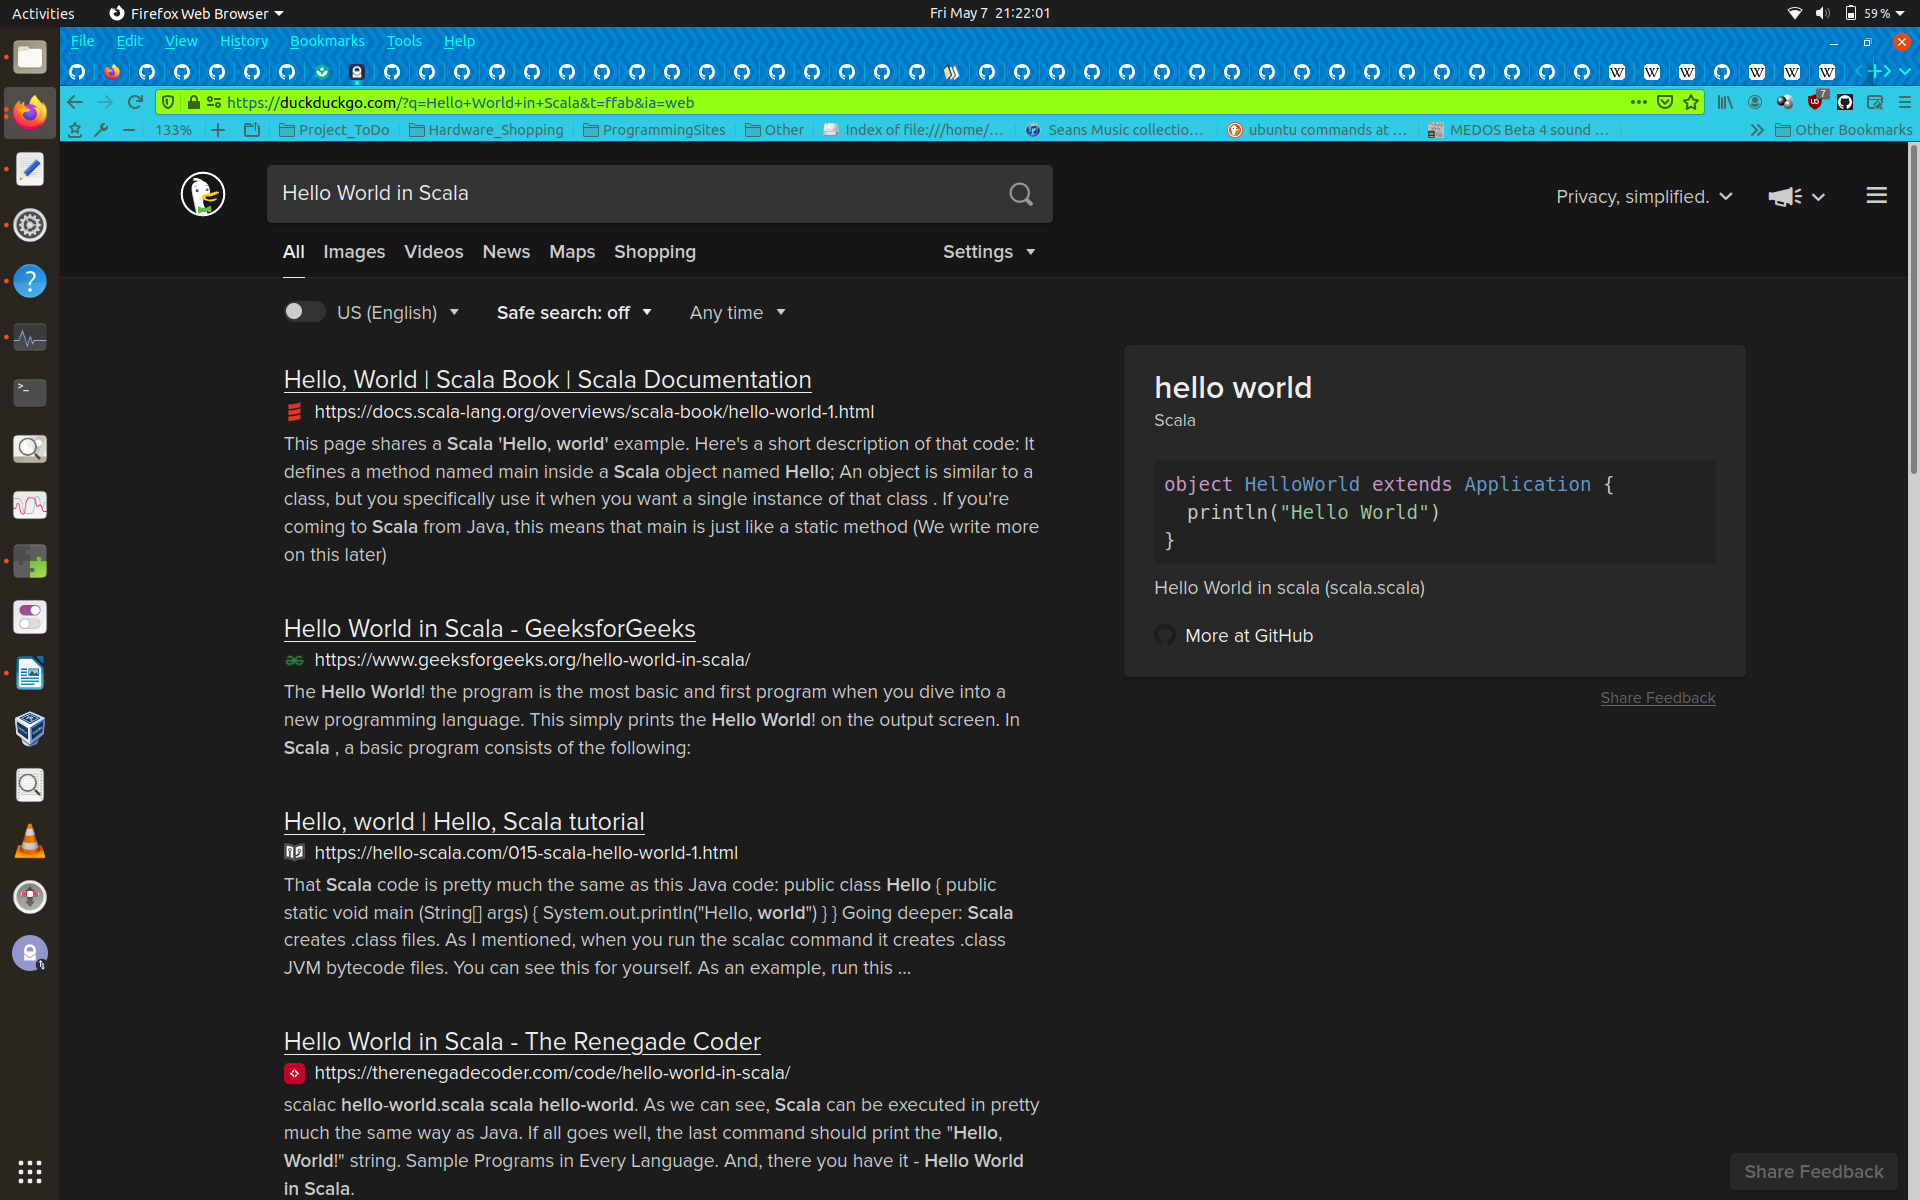 Activities
Firefox Web Browser
Fri May 7 21:22:01
59 %
File Edit View History Bookmarks Tools Help
https://duckduckgo.com/?q=Hello+World+in+Scala&t=ffab&ia=web
7
133%
Project_ToDo
Hardware_Shopping
ProgrammingSites
Other
Index of file:///home/...
Seans Music collectio...
ubuntu commands at ...
MEDOS Beta 4 sound ...
Other Bookmarks
Hello World in Scala
Privacy, simplified.
All Images Videos News Maps Shopping
Settings
US (English)
Safe search: off
Any time
Hello, World | Scala Book | Scala Documentation
https://docs.scala-lang.org/overviews/scala-book/hello-world-1.html
This page shares a Scala 'Hello, world' example. Here's a short description of that code: It
defines a method named main inside a Scala object named Hello; An object is similar to a
class, but you specifically use it when you want a single instance of that class . If you're
coming to Scala from Java, this means that main is just like a static method (We write more
on this later)
Hello World in Scala - GeeksforGeeks
https://www.geeksforgeeks.org/hello-world-in-scala/
The Hello World! the program is the most basic and first program when you dive into a
new programming language. This simply prints the Hello World! on the output screen. In
Scala , a basic program consists of the following:
Hello, world | Hello, Scala tutorial
https://hello-scala.com/015-scala-hello-world-1.html
That Scala code is pretty much the same as this Java code: public class Hello { public
static void main (String[] args) { System.out.println("Hello, world") } } Going deeper: Scala
creates .class files. As I mentioned, when you run the scalac command it creates .class
JVM bytecode files. You can see this for yourself. As an example, run this ...
Hello World in Scala - The Renegade Coder
https://therenegadecoder.com/code/hello-world-in-scala/
scalac hello-world.scala scala hello-world. As we can see, Scala can be executed in pretty
much the same way as Java. If all goes well, the last command should print the "Hello,
World!" string. Sample Programs in Every Language. And, there you have it - Hello World
in Scala.
hello world
Scala
object HelloWorld extends Application {
println("Hello World")
}
Hello World in scala (scala.scala)
More at GitHub
Share Feedback
Share Feedback